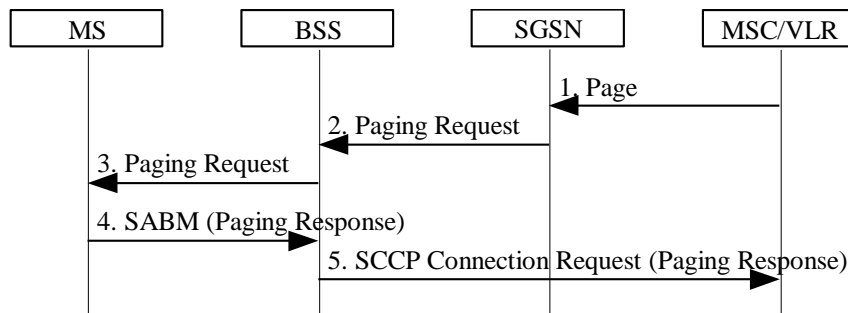 MS BSS SGSN MSC/VLR
1. Page
2. Paging Request
3. Paging Request
4. SABM (Paging Response)
5. SCCP Connection Request (Paging Response)